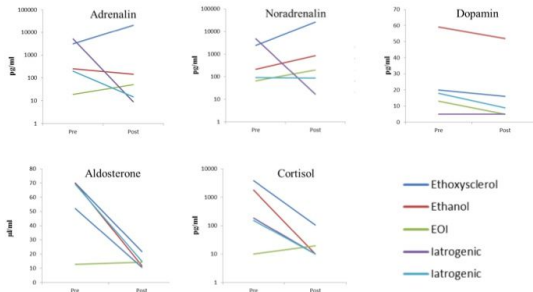 Adrenalin
100000
10000
1000
100
10
1
pg/ml
Pre
Post
Noradrenalin
100000
10000
1000
100
10
1
pg/ml
Pre
Post
Dopamin
70
60
50
40
30
20
10
0
pg/ml
Pre
Post
Aldosterone
80
70
60
50
40
30
20
10
0
Pre
Post
Cortisol
10000
1000
100
10
1
pg/ml
Pre
Post
Ethoxysclerol
Ethanol
EOI
Iatrogenic
Iatrogenic